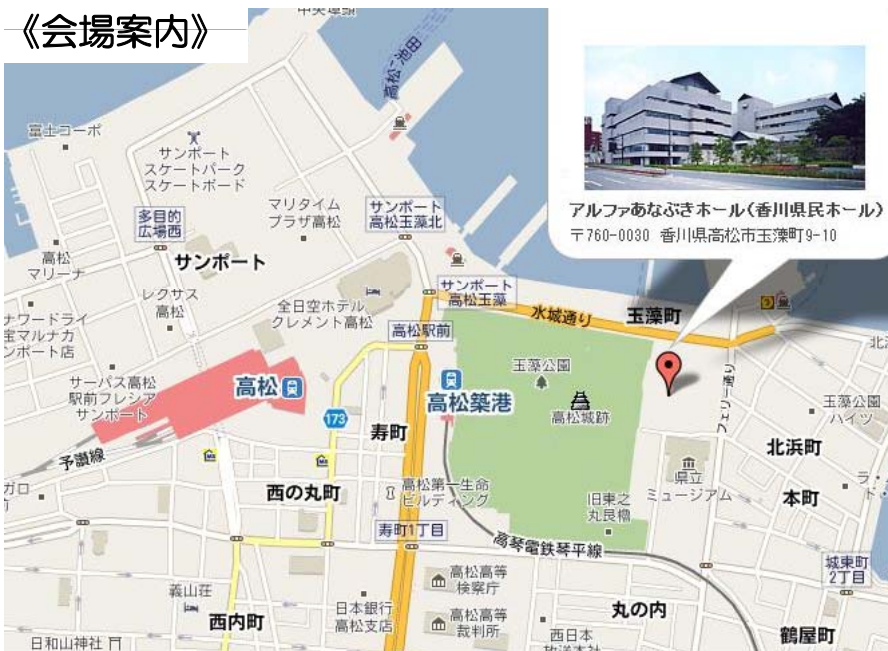 《会場案内》
高松-池田
富士コーポ
サンポート
スケートパーク
スケートボード
マリタイム
プラザ高松
サンポート
高松玉藻北
多目的
広場西
高松
マリーナ
サンポート
レクサス
高松
全日空ホテル
クレメント高松
サンポート
高松玉藻
アルファあなぶきホール(香川県民ホール)
〒760-0030 香川県高松市玉藻町9-10
水城通り
玉藻町
3
高松駅前
サーパス高松
駅前フレシア
サンポート
高松
173
高松築港
玉藻公園
高松城跡
フェリー通り
玉藻公園
ハイツ
予讃線
寿町
北浜町
西の丸町
高松第一生命
ビルディング
県立
ミュージアム
本町
旧東之
丸艮櫓
寿町1丁目
高琴電鉄琴平線
城東町
2丁目
義山荘
高松高等
検察庁
西内町
日本銀行
高松支店
高松高等
裁判所
丸の内
西日本
鶴屋町
日和山神社